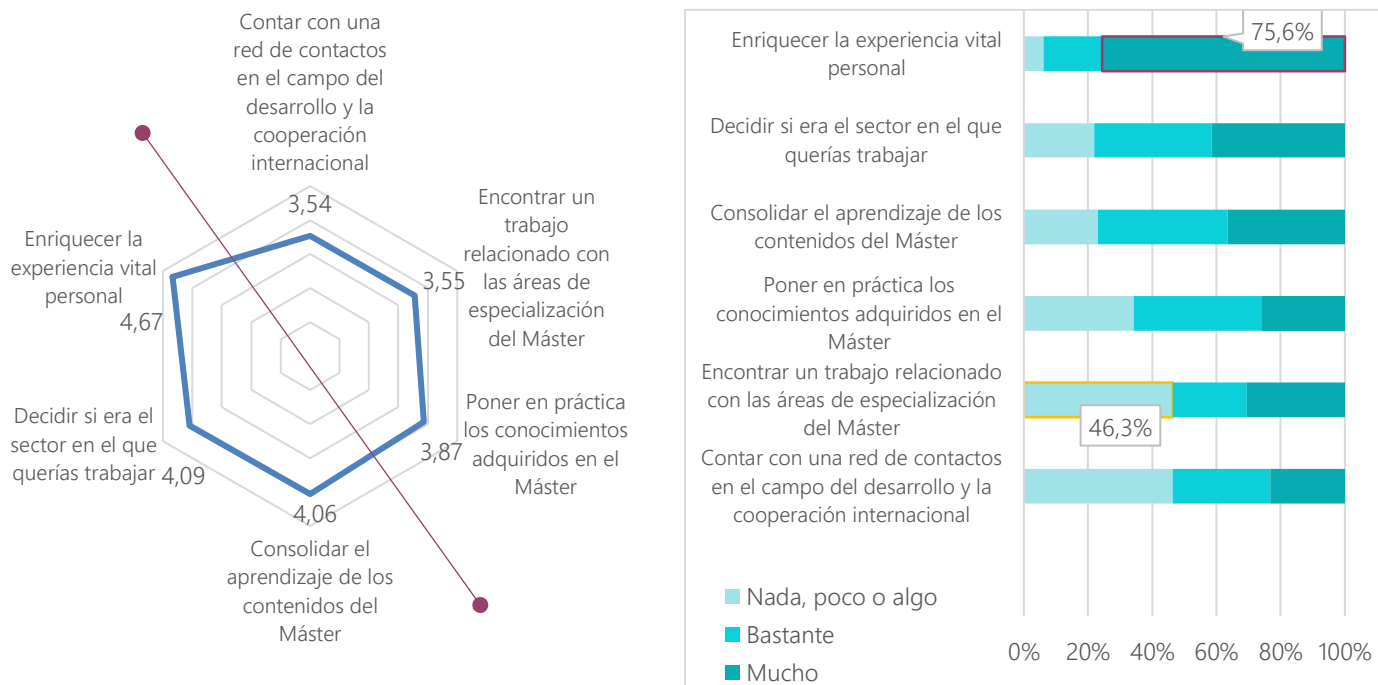 Contar con una
red de contactos
en el campo del
desarrollo y la
cooperación
internacional
3,54
Encontrar un
trabajo
relacionado con
las áreas de
especialización
del Máster
3,55
Poner en práctica
los conocimientos
adquiridos en el
Máster
3,87
4,06
Consolidar el
aprendizaje de los
contenidos del
Máster
Decidir si era el
sector en el que
querías trabajar
4,09
Enriquecer la
experiencia vital
personal
4,67
Enriquecer la experiencia vital
personal
75,6%
Decidir si era el sector en el que
querías trabajar
Consolidar el aprendizaje de los
contenidos del Máster
Poner en práctica los
conocimientos adquiridos en el
Máster
Encontrar un trabajo relacionado
con las áreas de especialización
del Máster
46,3%
Contar con una red de contactos
en el campo del desarrollo y la
cooperación internacional
Nada, poco o algo
Bastante
Mucho
0% 20% 40% 60% 80% 100%